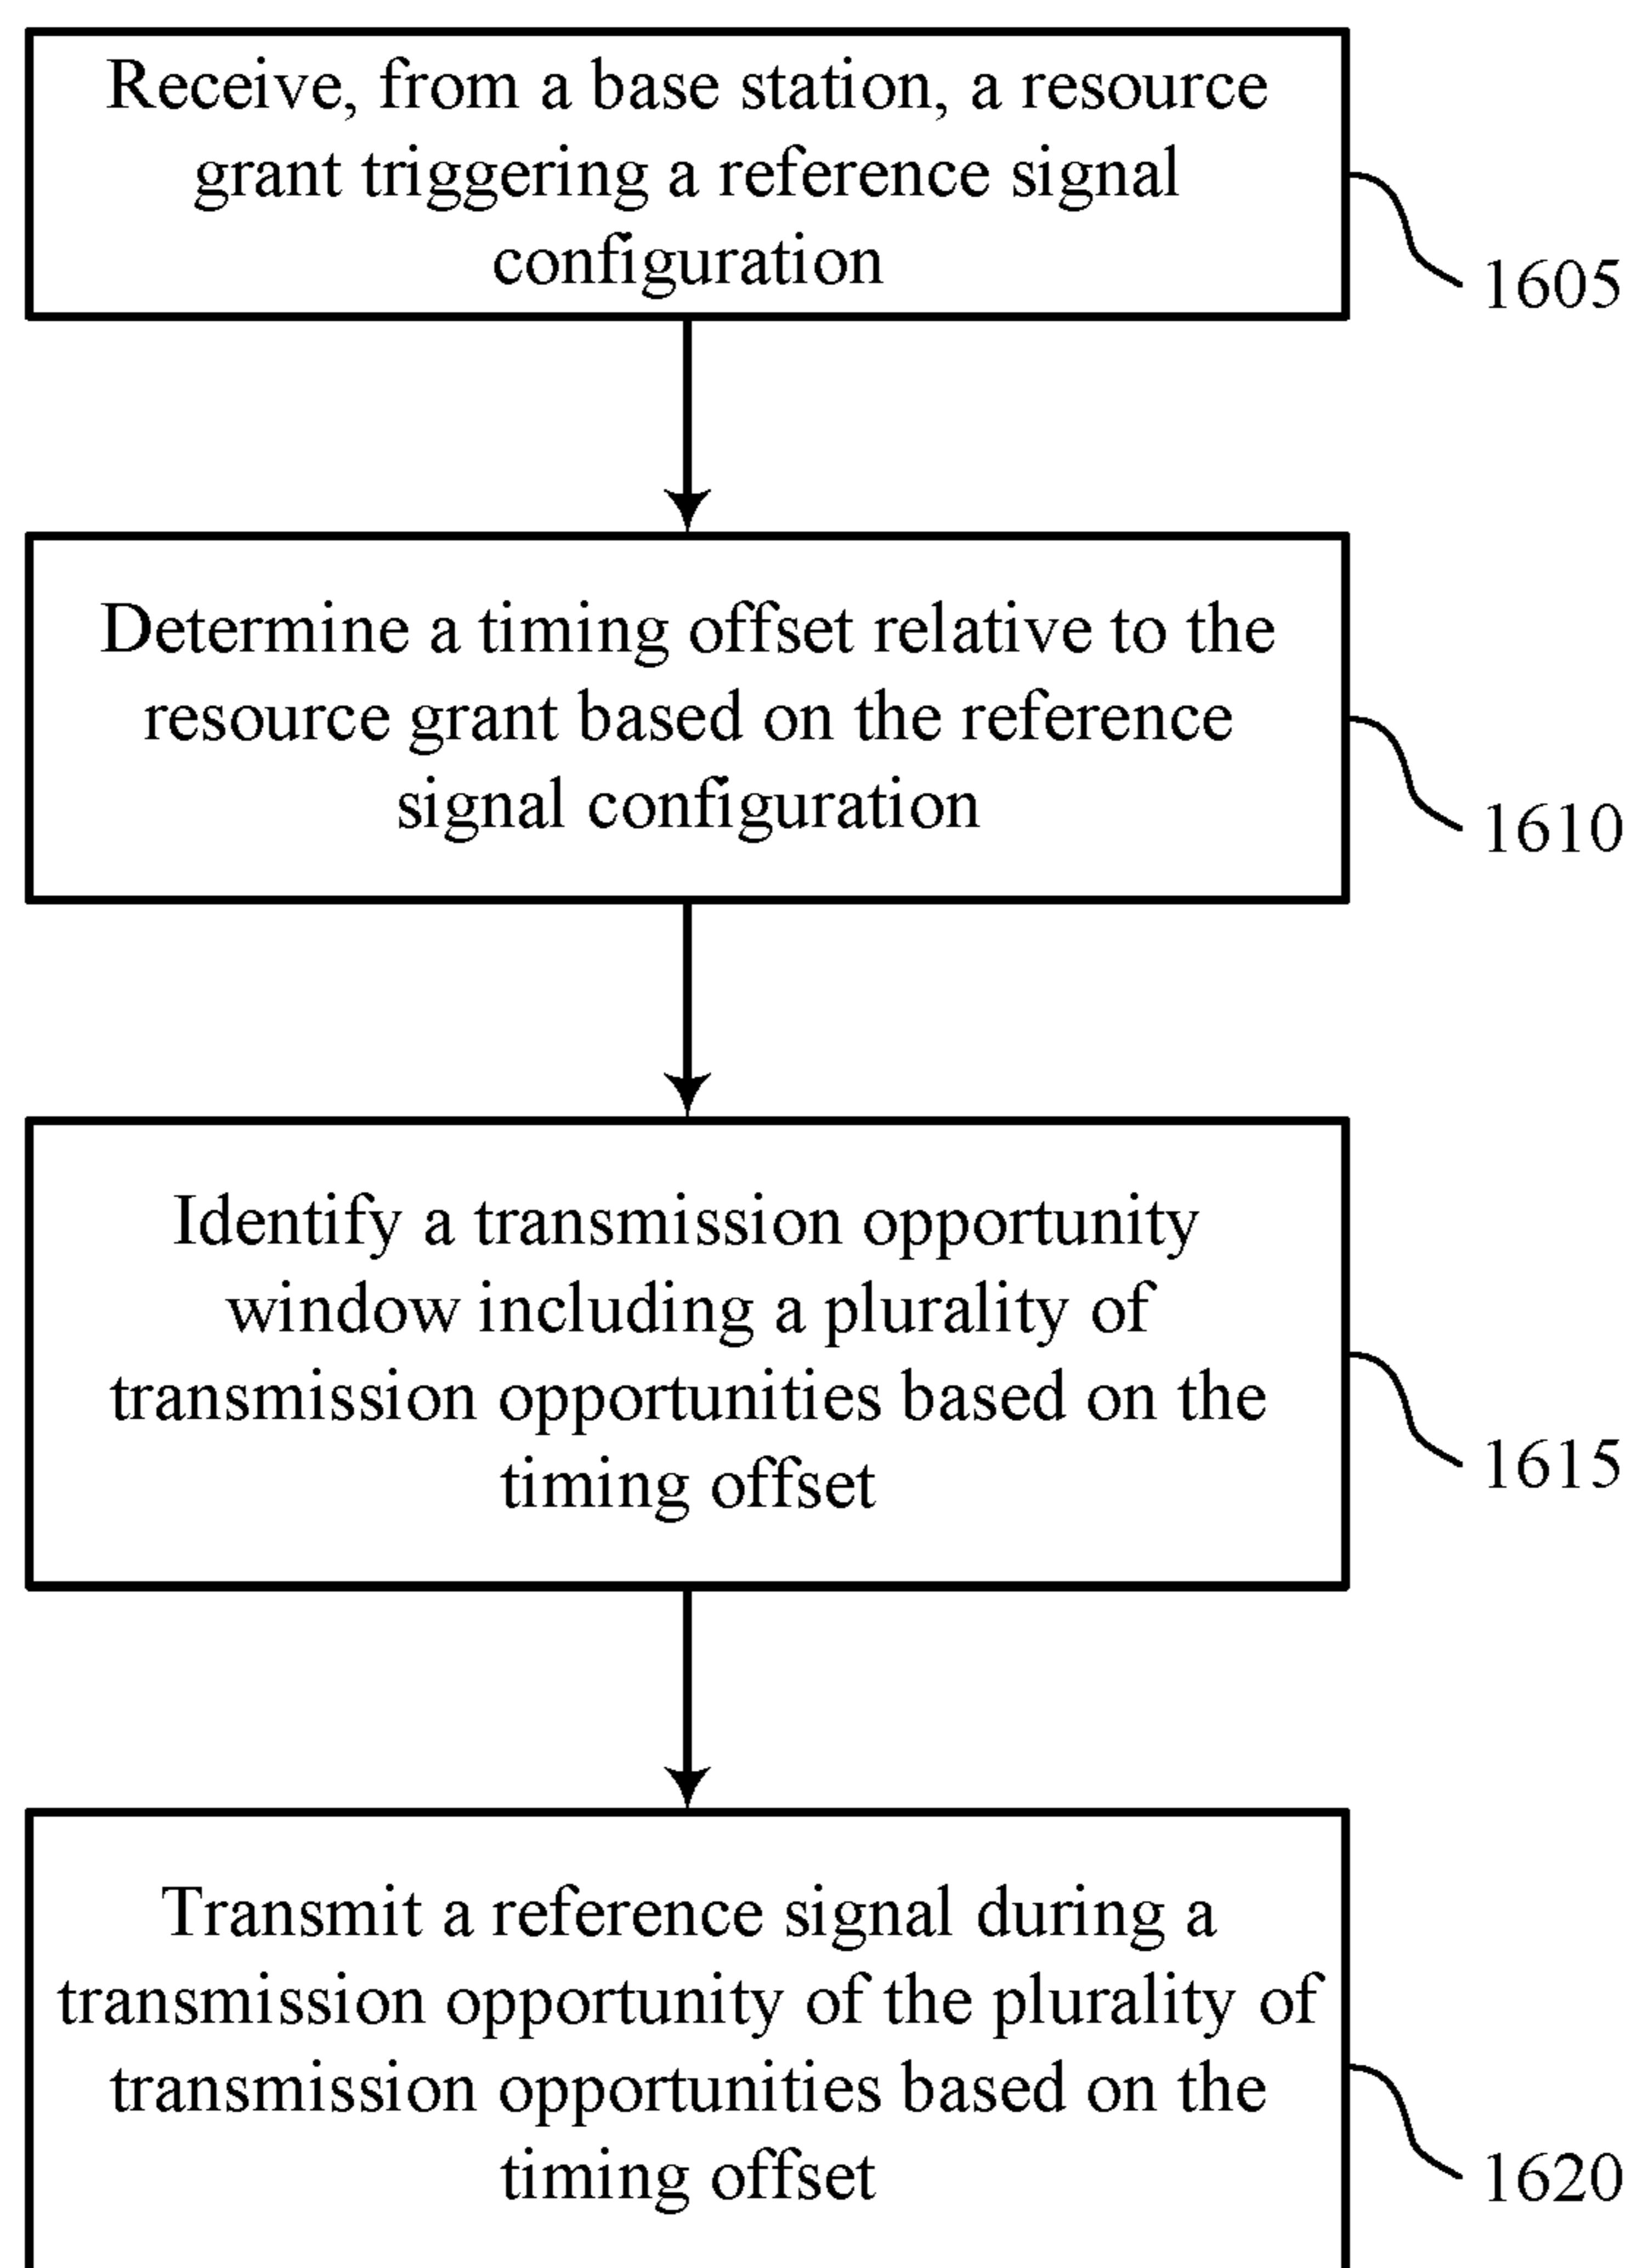 Receive, from a base station, a resource
grant triggering a reference signal
configuration
1605
Determine a timing offset relative to the
resource grant based on the reference
signal configuration
1610
Identify a transmission opportunity
window including a plurality of
transmission opportunities based on the
timing offset
1615
Transmit a reference signal during a
transmission opportunity of the plurality of
transmission opportunities based on the
timing offset
1620